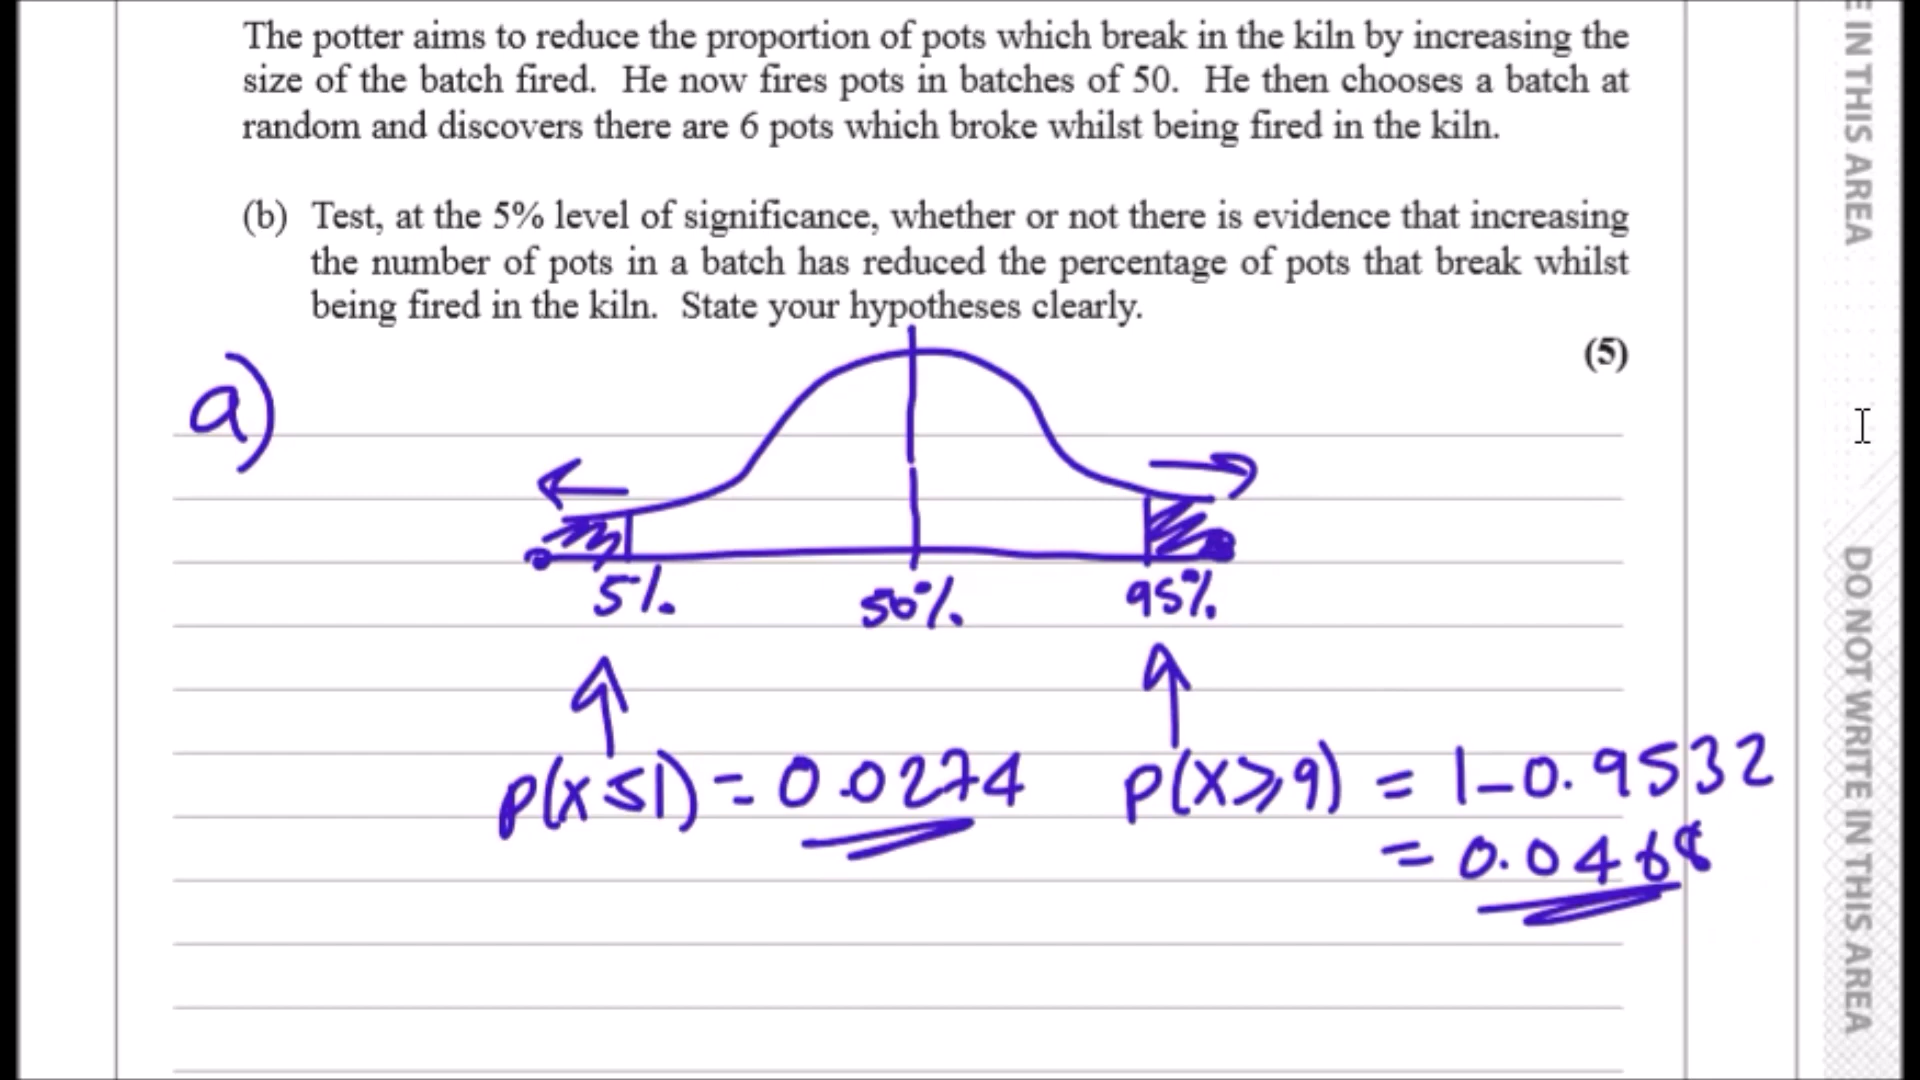 The potter aims to reduce the proportion of pots which break in the kiln by increasing the
size of the batch fired. He now fires pots in batches of 50. He then chooses a batch at
random and discovers there are 6 pots which broke whilst being fired in the kiln.
(b) Test, at the 5% level of significance, whether or not there is evidence that increasing
the number of pots in a batch has reduced the percentage of pots that break whilst
being fired in the kiln. State your hypotheses clearly.
(5)
a)
5% 50% 95%
P(X≤1) = 0.0274 P(X≥9) = 1-0.9532
= 0.0468
E IN THIS AREA
DO NOT WRITE IN THIS AREA